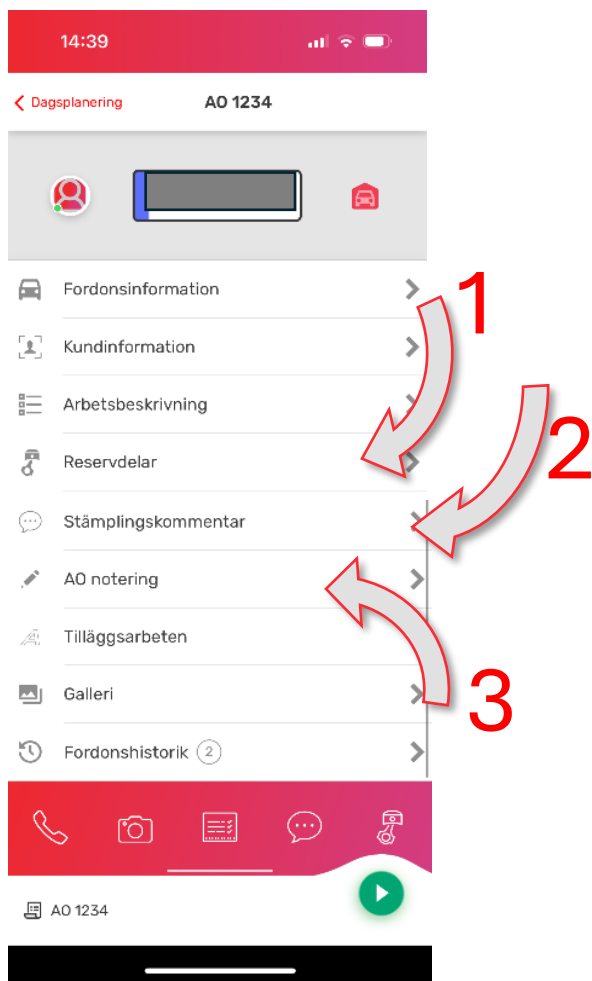 14:39
Dagsplanering
AO 1234
Fordonsinformation
1
Kundinformation
Arbetsbeskrivning
2
Reservdelar
Stämplingskommentar
AO notering
Tilläggsarbeten
3
Galleri
Fordonshistorik 2
AO 1234